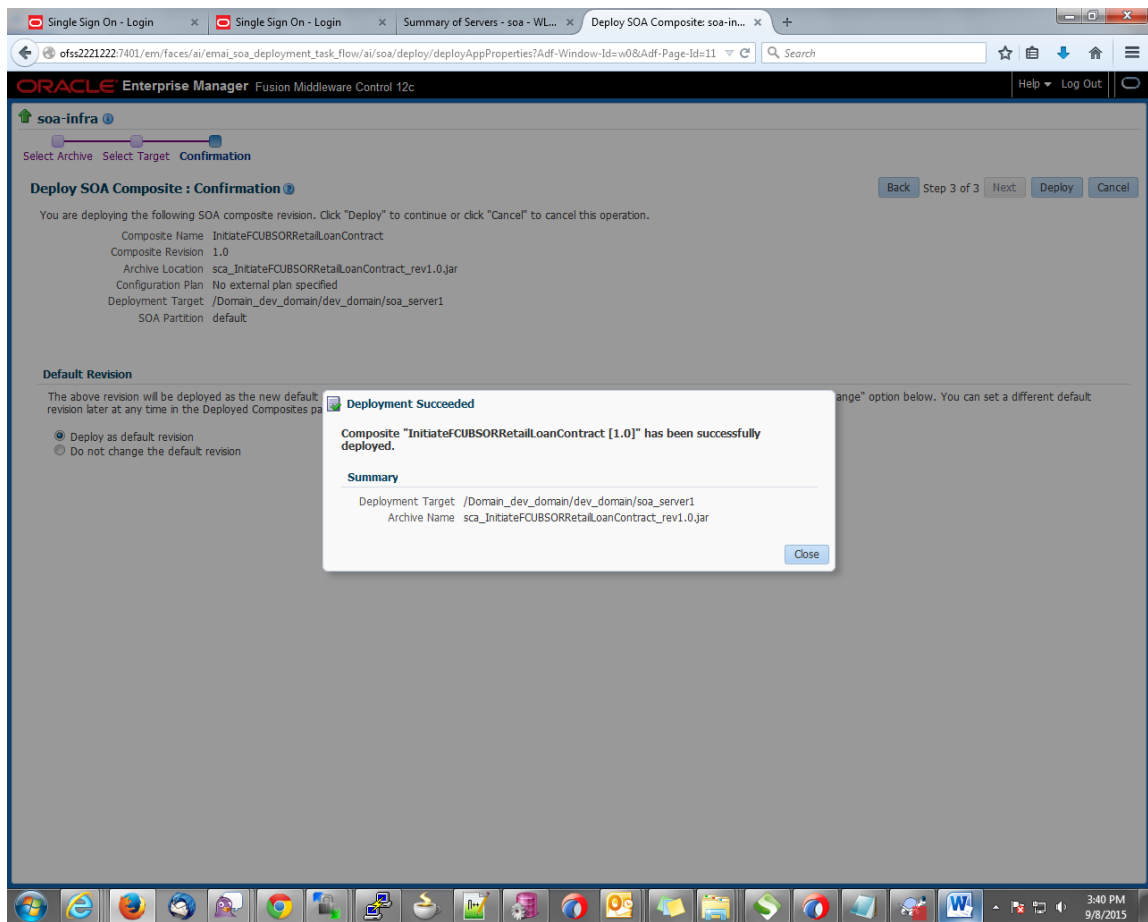 Single Sign On - Login
Single Sign On - Login
Summary of Servers - soa - WL...
Deploy SOA Composite: soa-in...
ofss2221222:7401/em/faces/ai/emai_soa_deployment_task_flow/ai/soa/deploy/deployAppProperties?Adf-Window-Id=w0&Adf-Page-Id=11
Search
ORACLE Enterprise Manager Fusion Middleware Control 12c
Help Log Out
soa-infra
Select Archive Select Target Confirmation
Deploy SOA Composite : Confirmation
Back Step 3 of 3 Next Deploy Cancel
You are deploying the following SOA composite revision. Click "Deploy" to continue or click "Cancel" to cancel this operation.
Composite Name InitiateFCUBSORRetailLoanContract
Composite Revision 1.0
Archive Location sca_InitiateFCUBSORRetailLoanContract_rev1.0.jar
Configuration Plan No external plan specified
Deployment Target /Domain_dev_domain/dev_domain/soa_server1
SOA Partition default
Default Revision
The above revision will be deployed as the new default
ange" option below. You can set a different default
revision later at any time in the Deployed Composites pa
Deploy as default revision
Do not change the default revision
Deployment Succeeded
Composite "InitiateFCUBSORRetailLoanContract [1.0]" has been successfully
deployed.
Summary
Deployment Target /Domain_dev_domain/dev_domain/soa_server1
Archive Name sca_InitiateFCUBSORRetailLoanContract_rev1.0.jar
Close
3:40 PM
9/8/2015